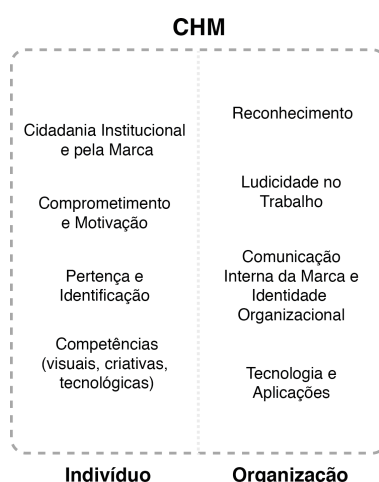 CHM
Cidadania Institucional
e pela Marca
Comprometimento
e Motivação
Pertença e
Identificação
Competências
(visuais, criativas,
tecnológicas)
Reconhecimento
Ludicidade no
Trabalho
Comunicação
Interna da Marca e
Identidade
Organizacional
Tecnologia e
Aplicações
Indivíduo
Organização